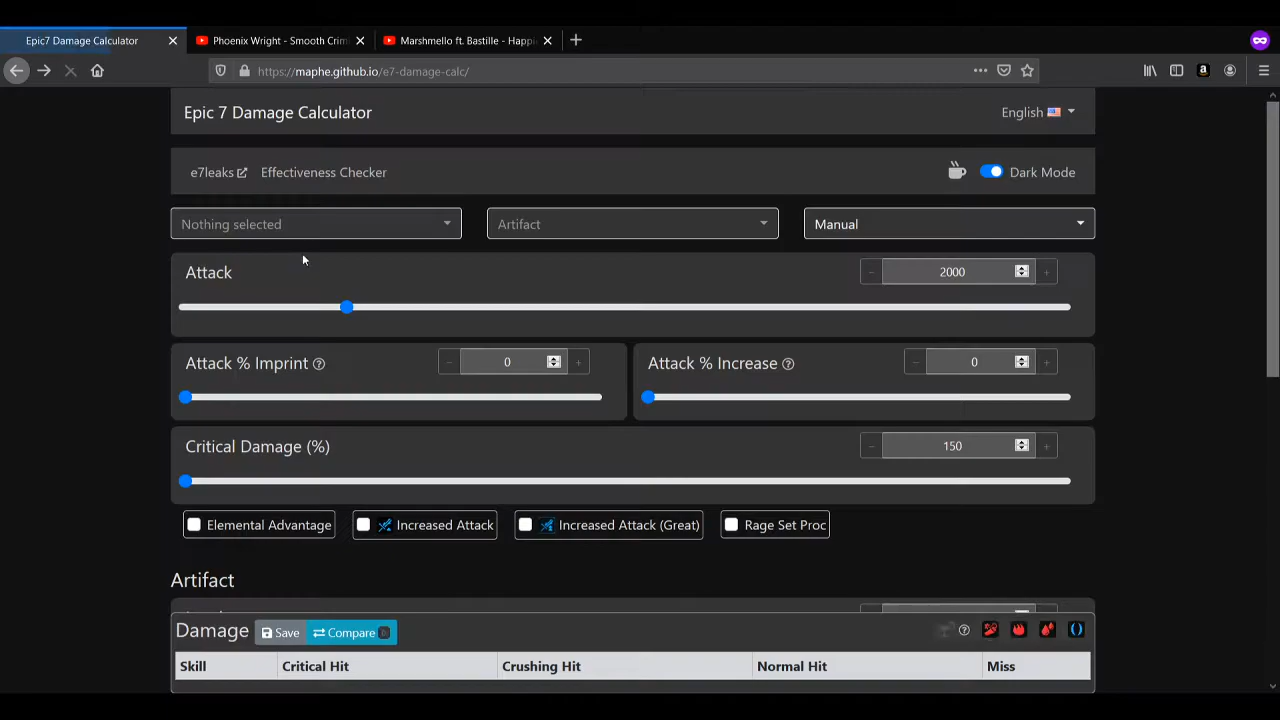 Epic7 Damage Calculator
Phoenix Wright - Smooth Crim
Marshmello ft. Bastille - Happi
https://maphe.github.io/e7-damage-calc/
Epic 7 Damage Calculator
English
e7leaks
Effectiveness Checker
Dark Mode
Nothing selected
Artifact
Manual
Attack
2000
Attack % Imprint
0
Attack % Increase
0
Critical Damage (%)
150
Elemental Advantage
Increased Attack
Increased Attack (Great)
Rage Set Proc
Artifact
Damage
Save
Compare
Skill
Critical Hit
Crushing Hit
Normal Hit
Miss